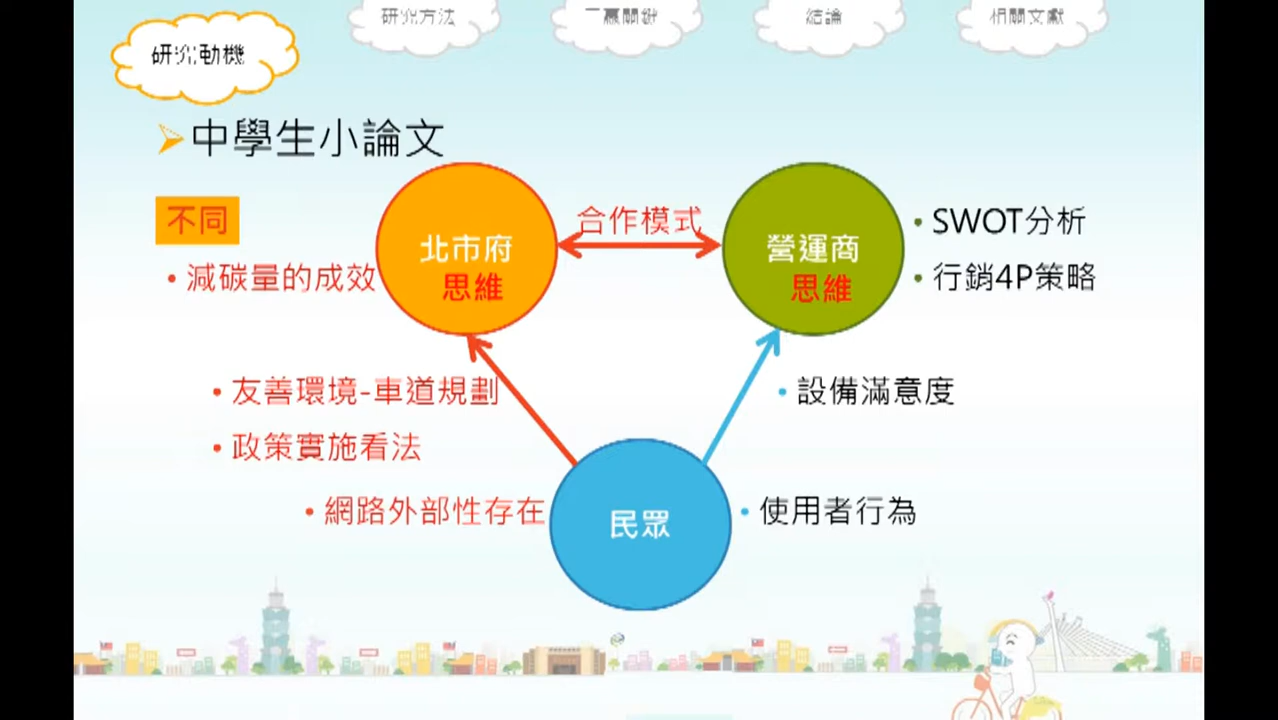 研究動機
研究方法
三贏關鍵
結論
相關文獻
中學生小論文
不同
減碳量的成效
北市府
思維
合作模式
營運商
思維
SWOT分析
行銷4P策略
友善環境-車道規劃
政策實施看法
網路外部性存在
設備滿意度
民眾
使用者行為